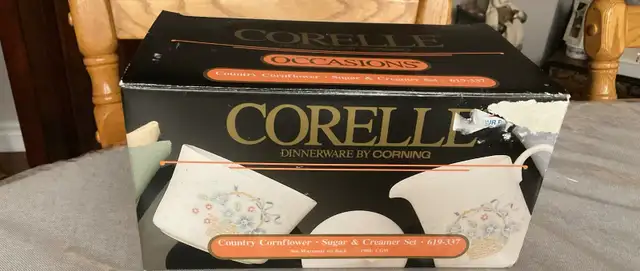 CORELLE
OCCASIONS
Country Cornflower · Sugar & Creamer Set · 619-337
CORELLE
DINNERWARE BY CORNING
Country Cornflower · Sugar & Creamer Set · 619-337